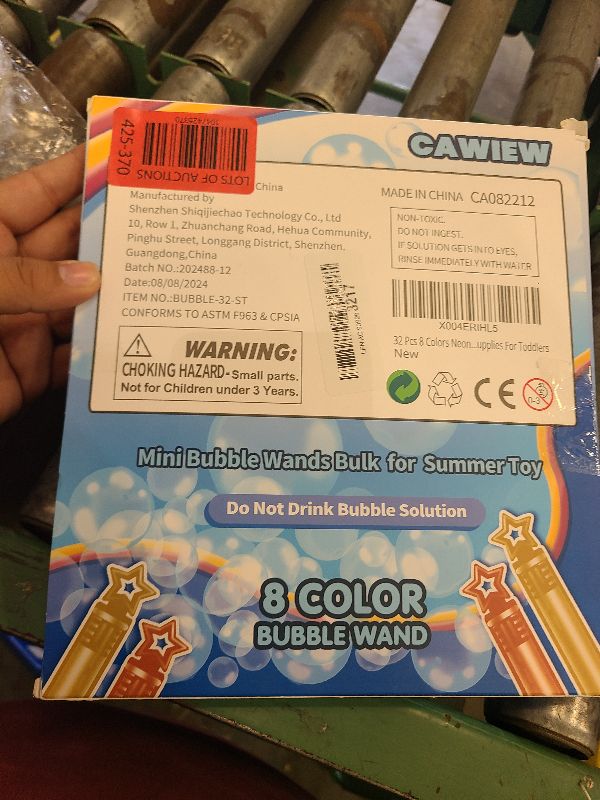 425-370
1047425370
LOTS OF AUCTIONS
CAWIEW
China
Manufactured by
Shenzhen Shiqijiechao Technology Co., Ltd
10, Row 1, Zhuanchang Road, Hehua Community,
Pinghu Street, Longgang District, Shenzhen.
Guangdong,China
Batch NO.:202488-12
Date:08/08/2024
ITEM NO.:BUBBLE-32-ST
CONFORMS TO ASTM F963 & CPSIA
WARNING:
CHOKING HAZARD-Small parts.
Not for Children under 3 Years.
3217
MADE IN CHINA CA082212
NON-TOXIC.
DO NOT INGEST.
IF SOLUTION GETS INTO EYES,
RINSE IMMEDIATELY WITH WATER
X004ERIHL5
32 Pcs 8 Colors Neon...upplies For Toddlers
New
CE
0-3
Mini Bubble Wands Bulk for Summer Toy
Do Not Drink Bubble Solution
8 COLOR
BUBBLE WAND